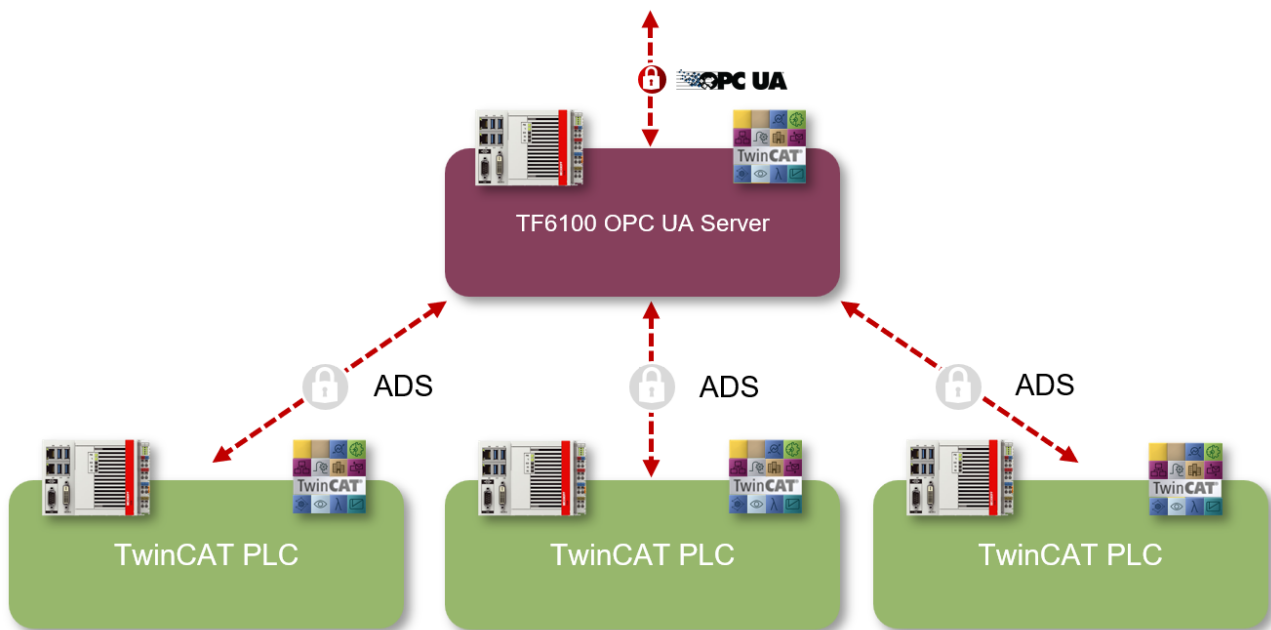 OPC UA
TwinCAT®
TF6100 OPC UA Server
ADS
ADS
ADS
TwinCAT®
TwinCAT®
TwinCAT®
TwinCAT PLC
TwinCAT PLC
TwinCAT PLC